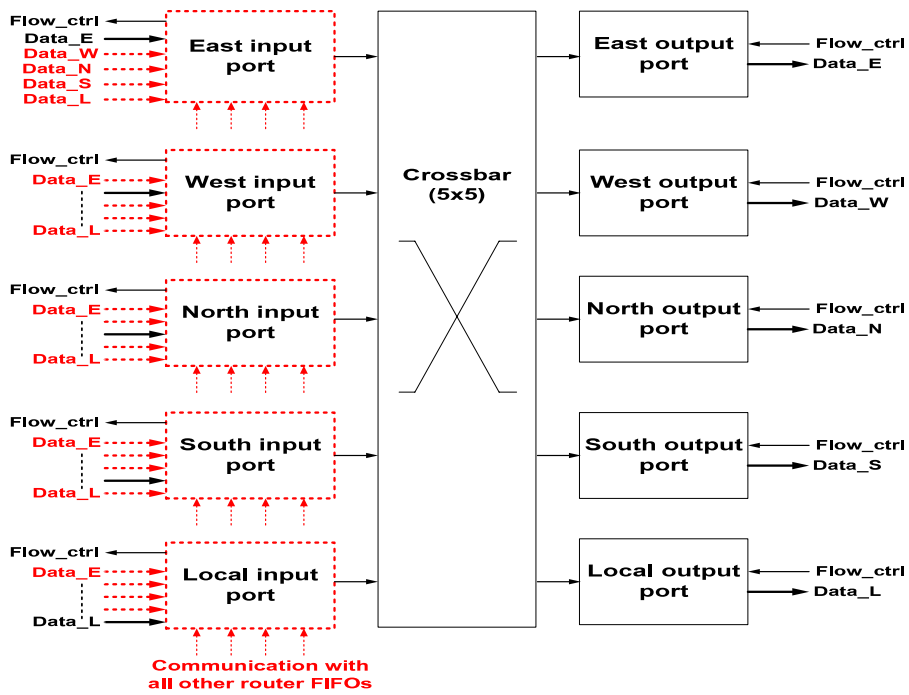 Flow_ctrl
Data_E
Data_W
Data_N
Data_S
Data_L
East input
port
East output
port
Flow_ctrl
Data_E
Flow_ctrl
Data_E
Data_L
West input
port
Crossbar
(5x5)
West output
port
Flow_ctrl
Data_W
Flow_ctrl
Data_E
Data_L
North input
port
North output
port
Flow_ctrl
Data_N
Flow_ctrl
Data_E
Data_L
South input
port
South output
port
Flow_ctrl
Data_S
Flow_ctrl
Data_E
Data_L
Local input
port
Local output
port
Flow_ctrl
Data_L
Communication with
all other router FIFOs